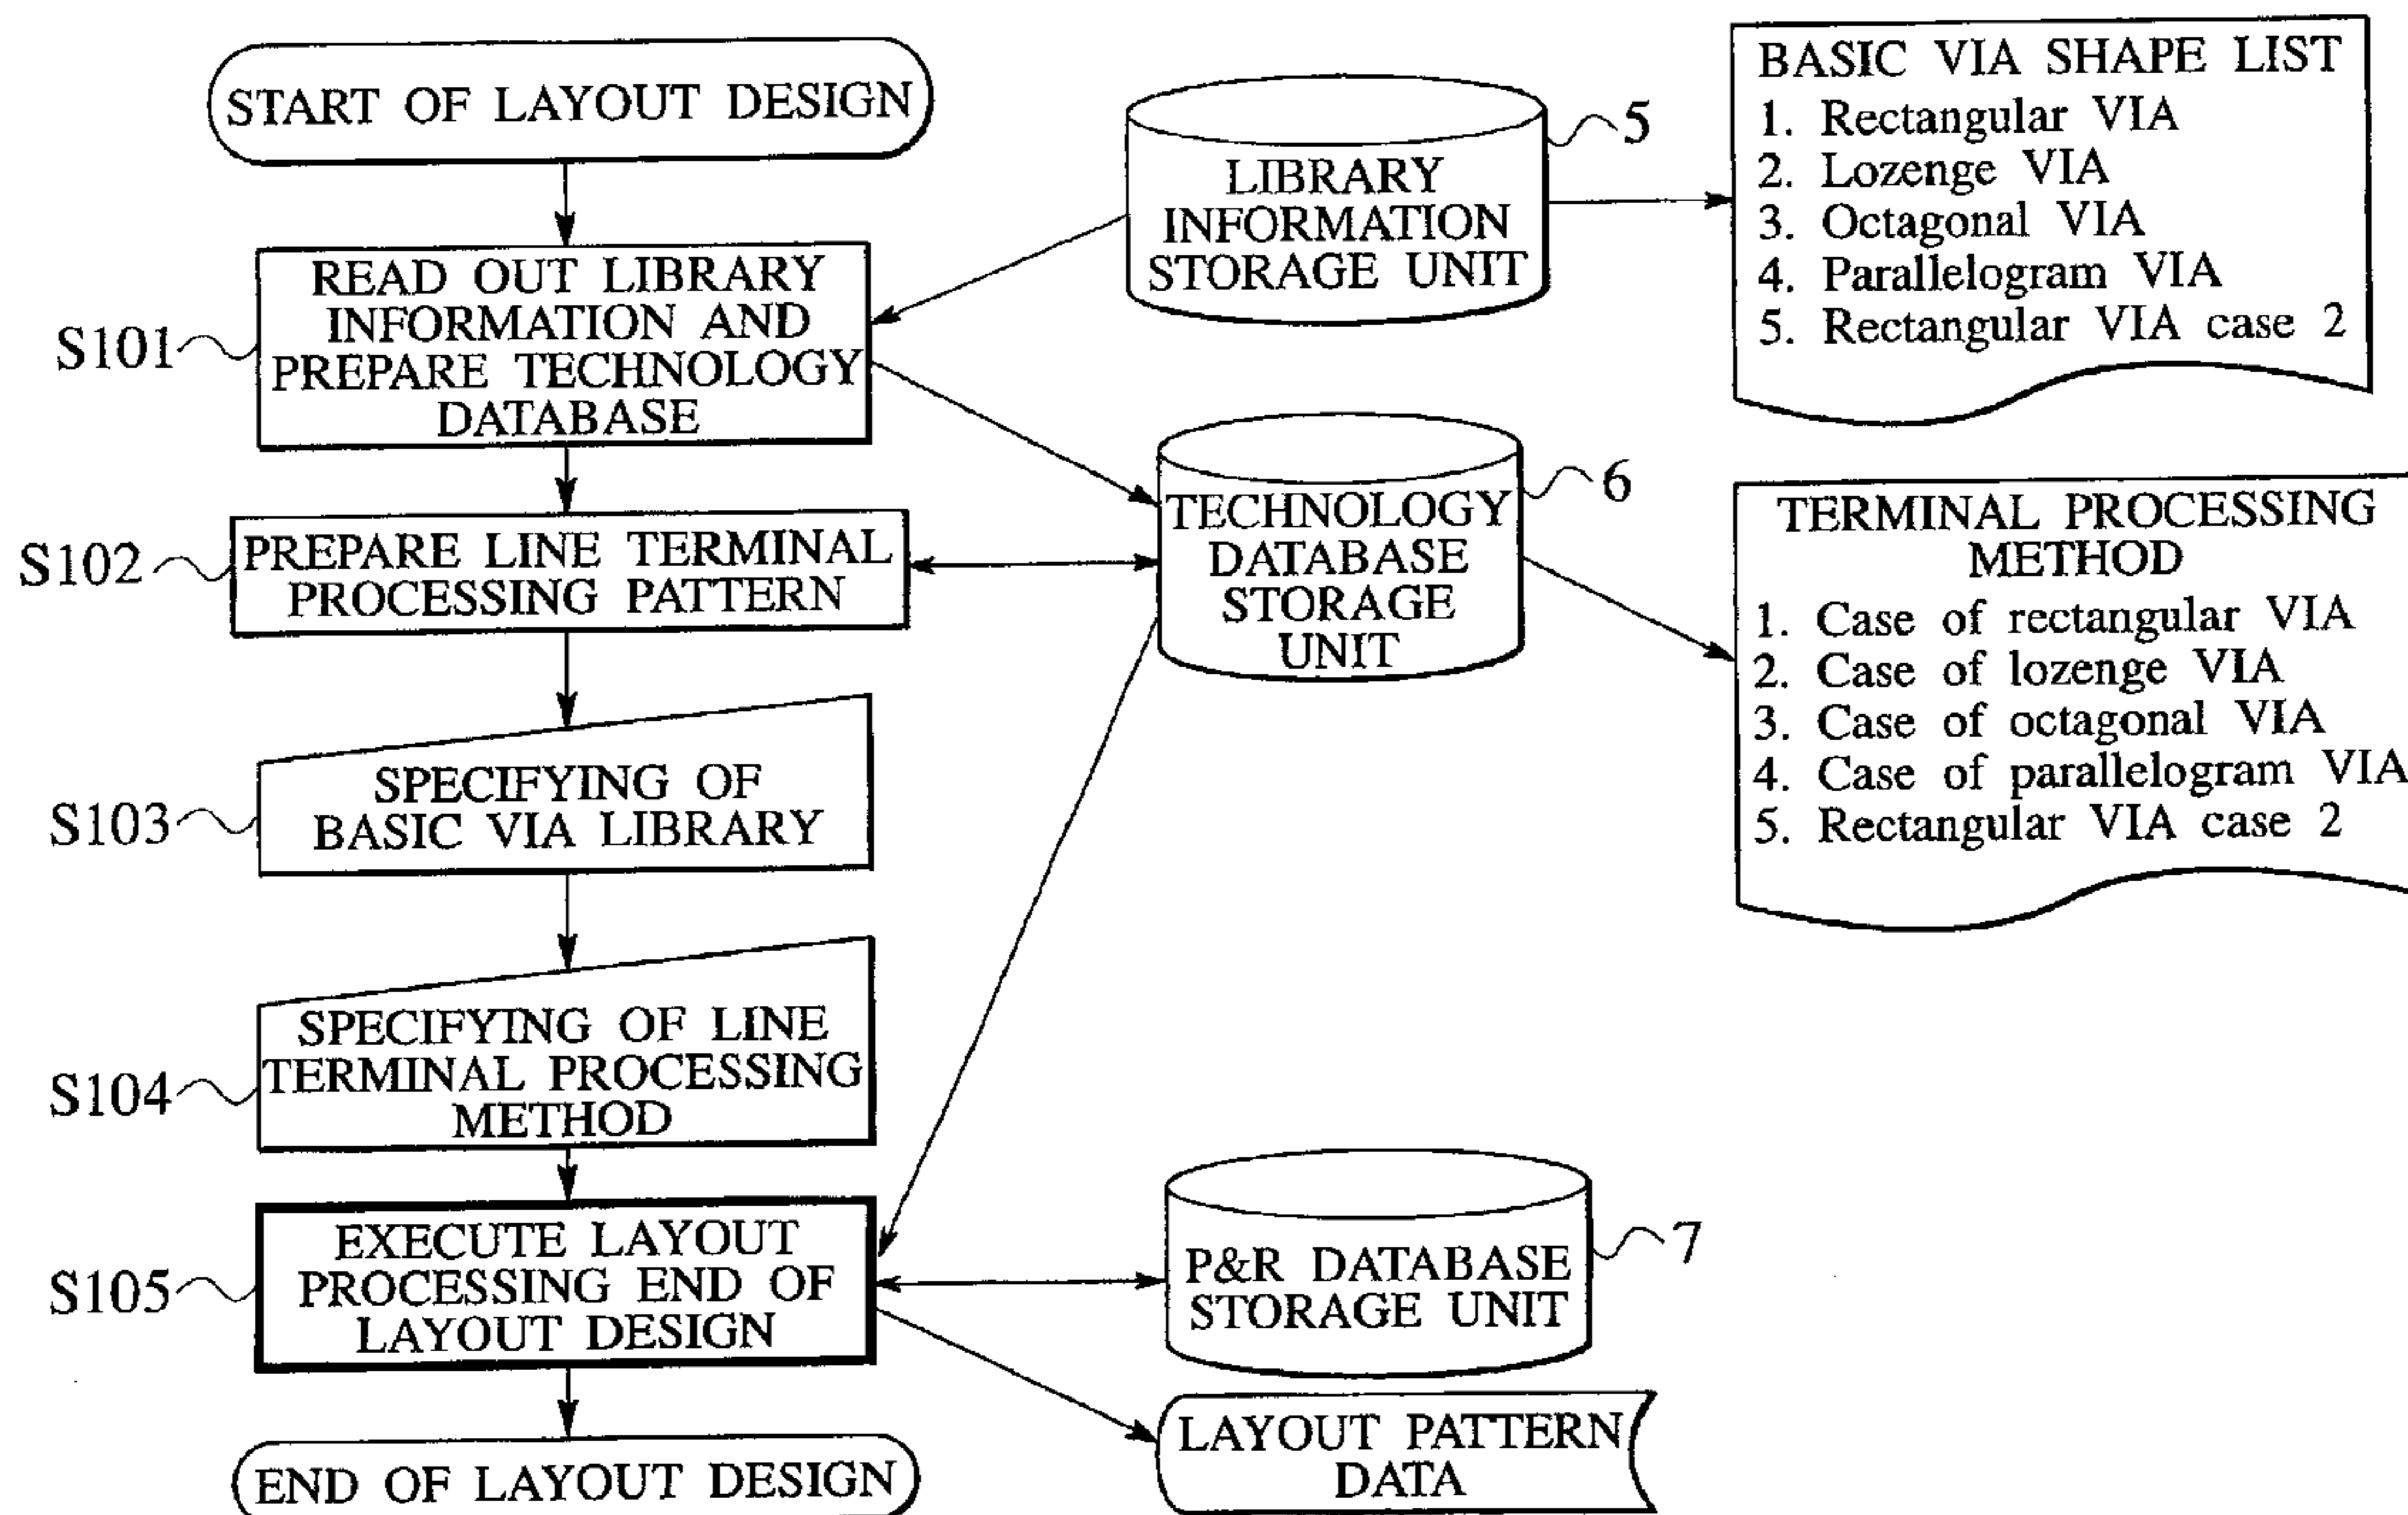 START OF LAYOUT DESIGN
S101
READ OUT LIBRARY
INFORMATION AND
PREPARE TECHNOLOGY
DATABASE
S102
PREPARE LINE TERMINAL
PROCESSING PATTERN
S103
SPECIFYING OF
BASIC VIA LIBRARY
S104
SPECIFYING OF LINE
TERMINAL PROCESSING
METHOD
S105
EXECUTE LAYOUT
PROCESSING END OF
LAYOUT DESIGN
END OF LAYOUT DESIGN
LIBRARY
INFORMATION
STORAGE UNIT
5
TECHNOLOGY
DATABASE
STORAGE
UNIT
6
P&R DATABASE
STORAGE UNIT
7
LAYOUT PATTERN
DATA
BASIC VIA SHAPE LIST
1. Rectangular VIA
2. Lozenge VIA
3. Octagonal VIA
4. Parallelogram VIA
5. Rectangular VIA case 2
TERMINAL PROCESSING
METHOD
1. Case of rectangular VIA
2. Case of lozenge VIA
3. Case of octagonal VIA
4. Case of parallelogram VIA
5. Rectangular VIA case 2